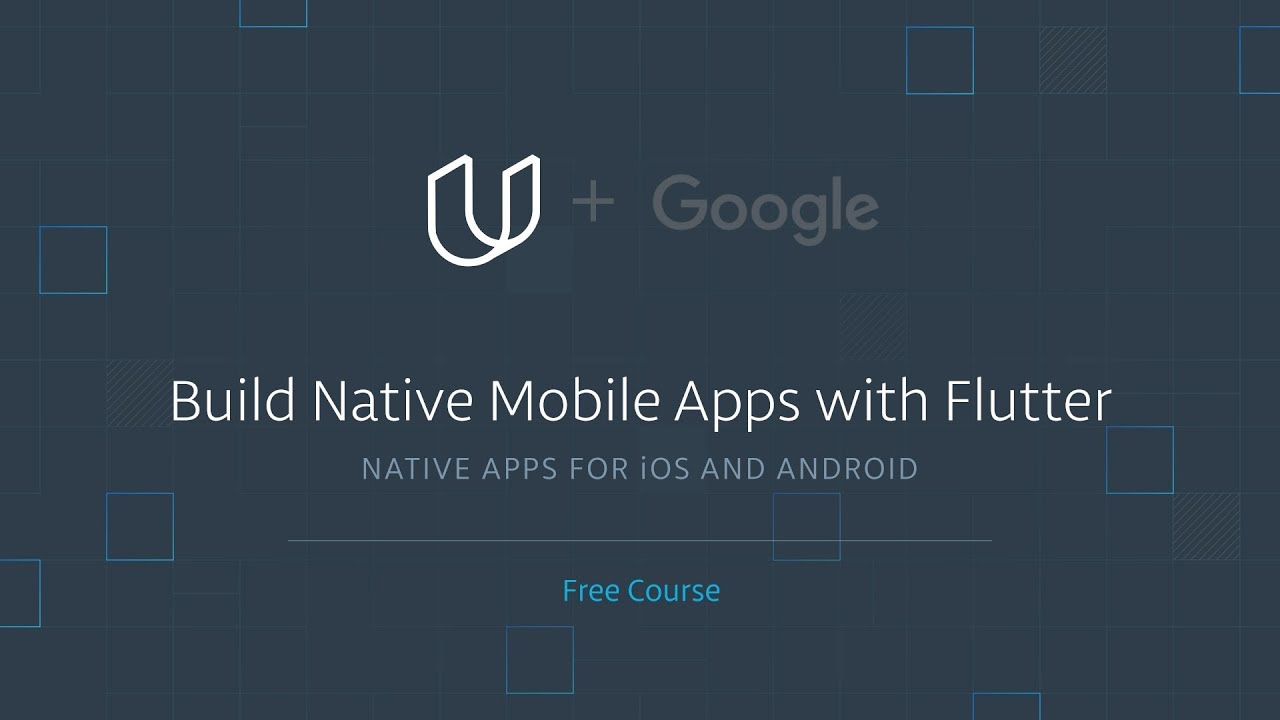 U + Google
Build Native Mobile Apps with Flutter
NATIVE APPS FOR iOS AND ANDROID
Free Course